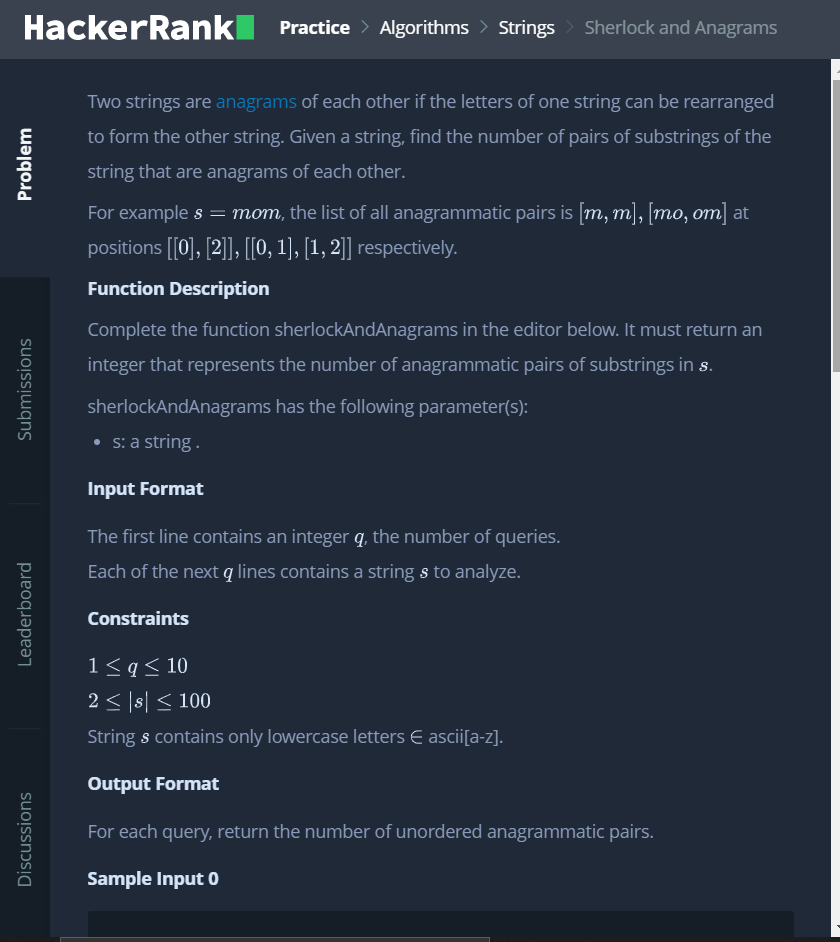 HackerRank Practice > Algorithms > Strings > Sherlock and Anagrams
Problem
Submissions
Leaderboard
Discussions
Two strings are anagrams of each other if the letters of one string can be rearranged
to form the other string. Given a string, find the number of pairs of substrings of the
string that are anagrams of each other.
For example s = mom, the list of all anagrammatic pairs is [m, m], [mo, om] at
positions [[0], [2]], [[0, 1], [1, 2]] respectively.
Function Description
Complete the function sherlockAndAnagrams in the editor below. It must return an
integer that represents the number of anagrammatic pairs of substrings in s.
sherlockAndAnagrams has the following parameter(s):
• s: a string .
Input Format
The first line contains an integer q, the number of queries.
Each of the next q lines contains a string s to analyze.
Constraints
1 ≤ q ≤ 10
2 ≤ |s| ≤ 100
String s contains only lowercase letters ∈ ascii[a-z].
Output Format
For each query, return the number of unordered anagrammatic pairs.
Sample Input 0